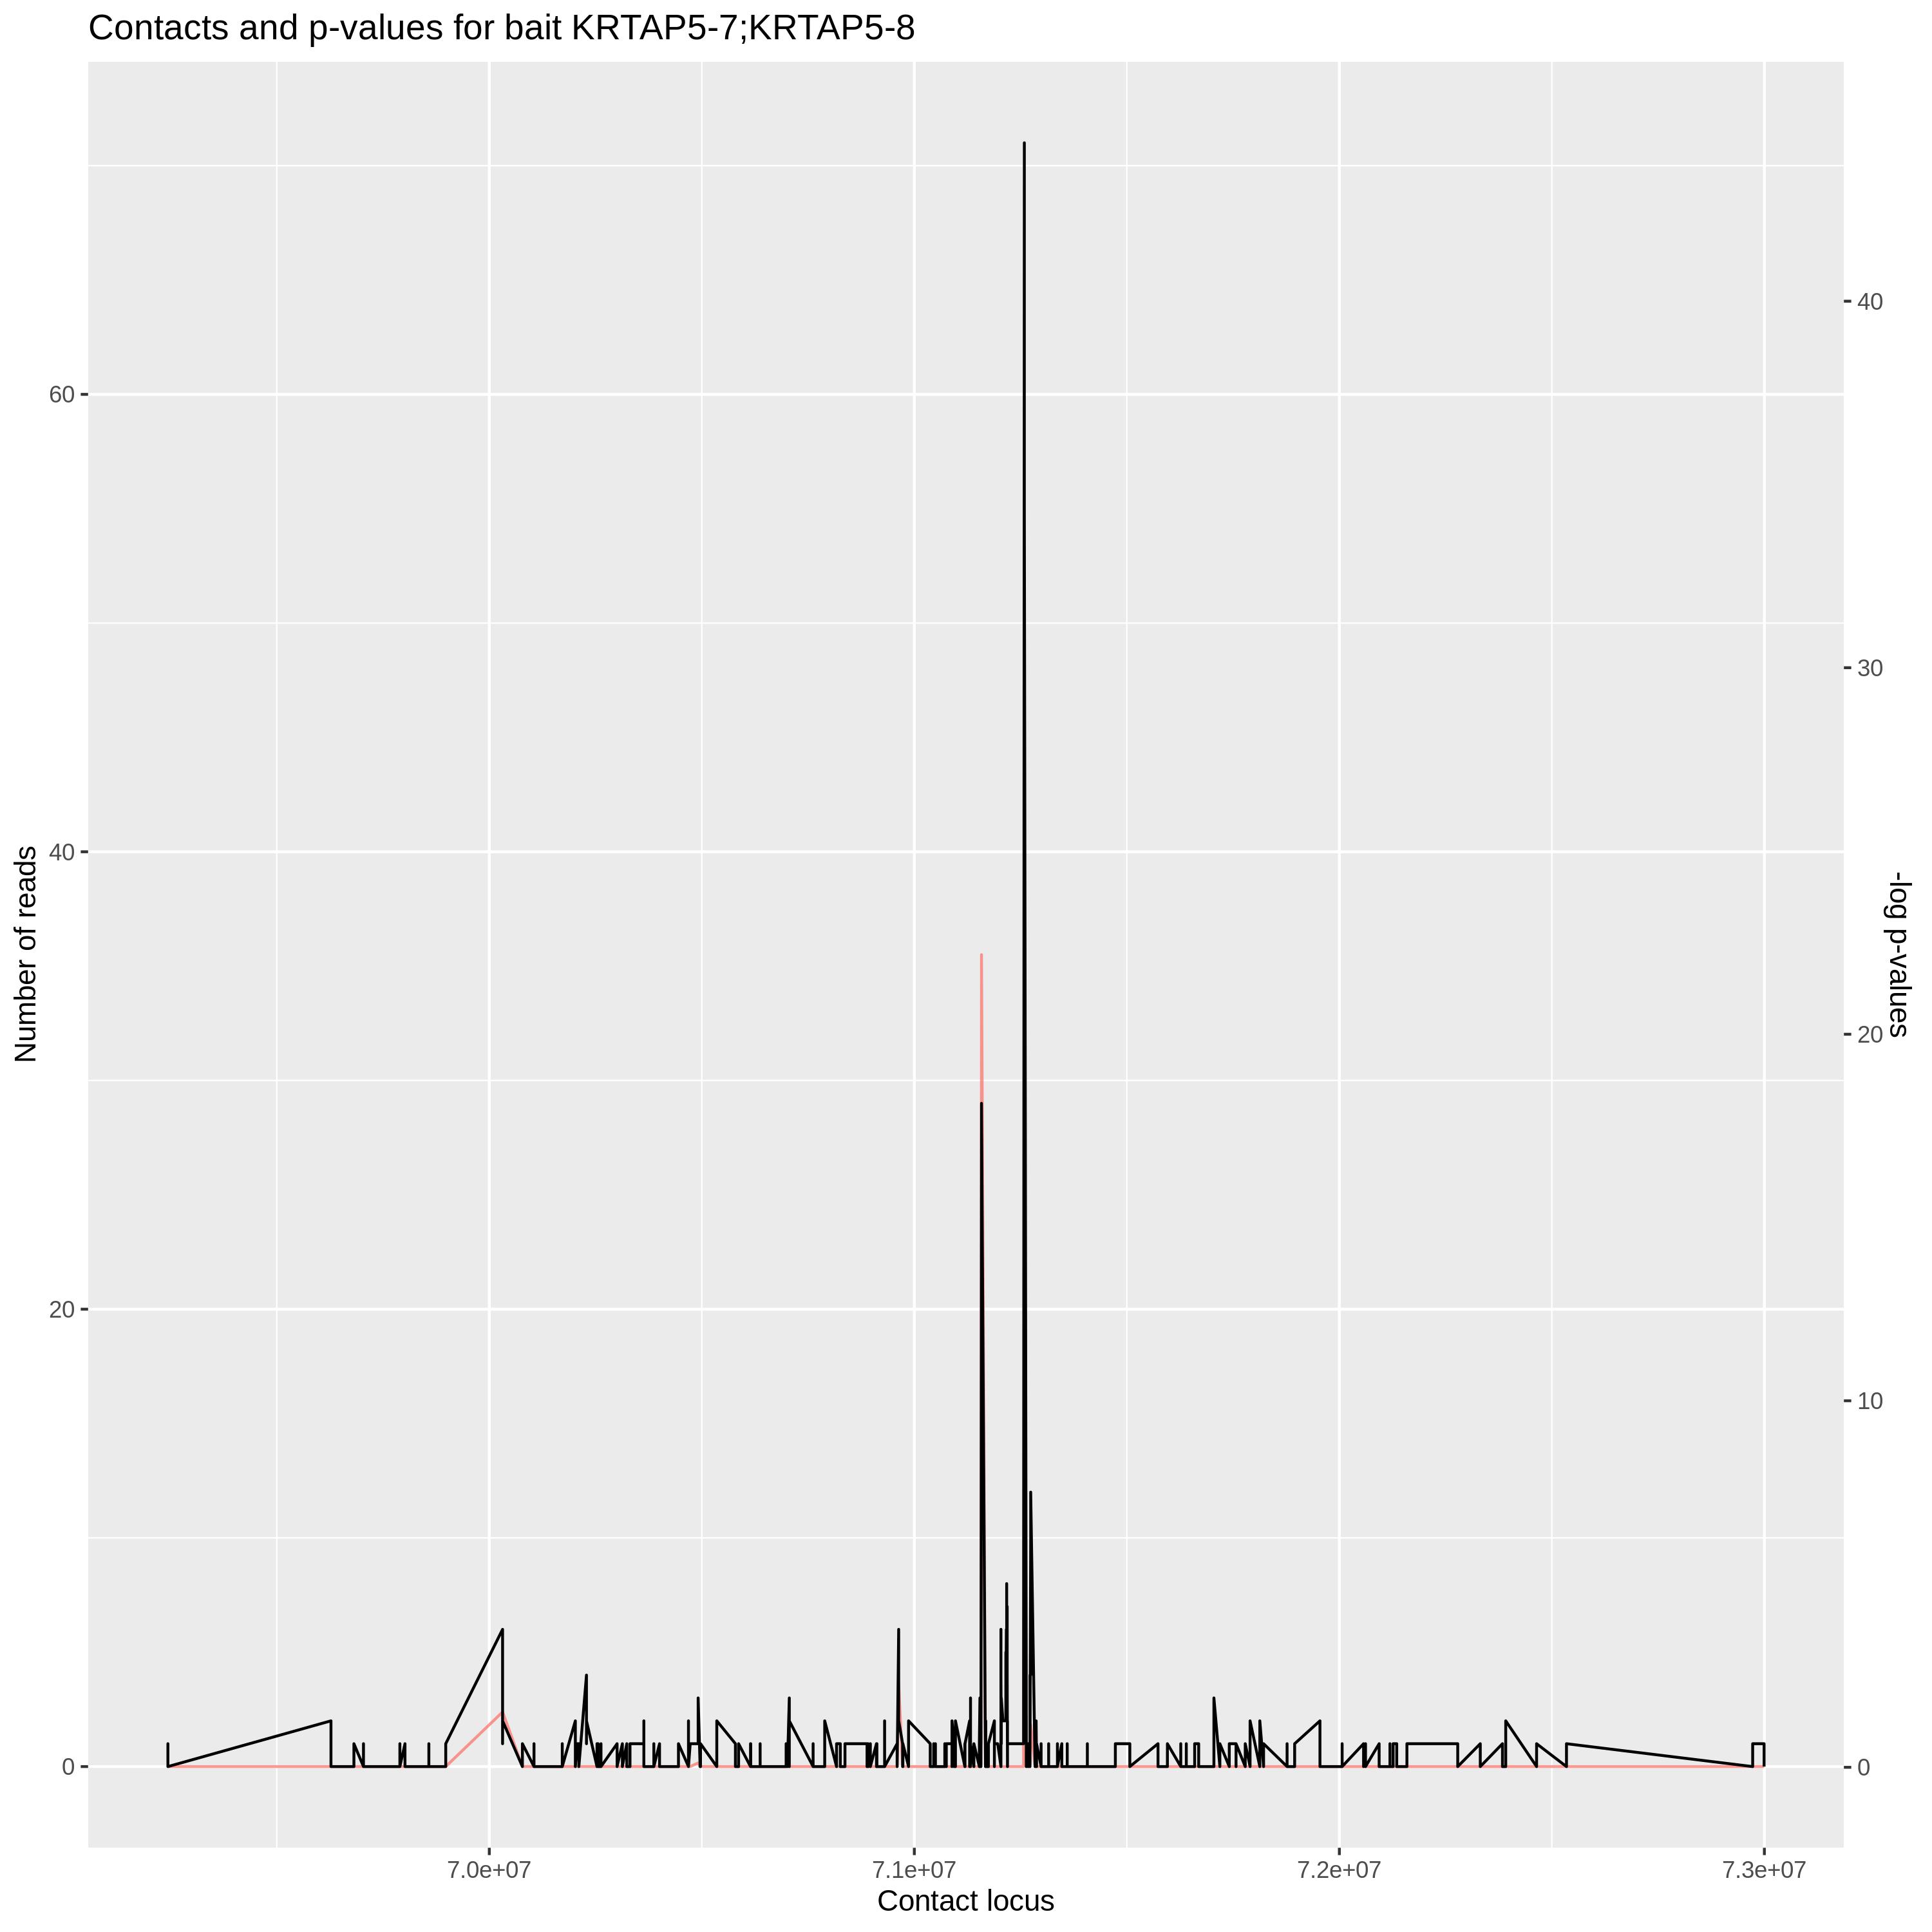 Contacts and p-values for bait KRTAP5-7;KRTAP5-8
60
40
20
0
Number of reads
40
30
20
10
0
-log p-values
7.0e+07
7.1e+07
7.2e+07
7.3e+07
Contact locus